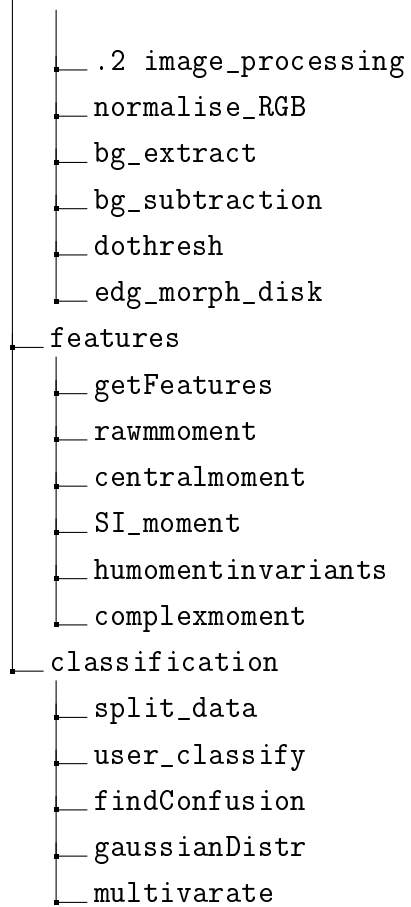 .2 image_processing
normalise_RGB
bg_extract
bg_subtraction
dothresh
edg_morph_disk
features
getFeatures
rawmmoment
centralmoment
SI_moment
humomentinvariants
complexmoment
classification
split_data
user_classify
findConfusion
gaussianDistr
multivarate